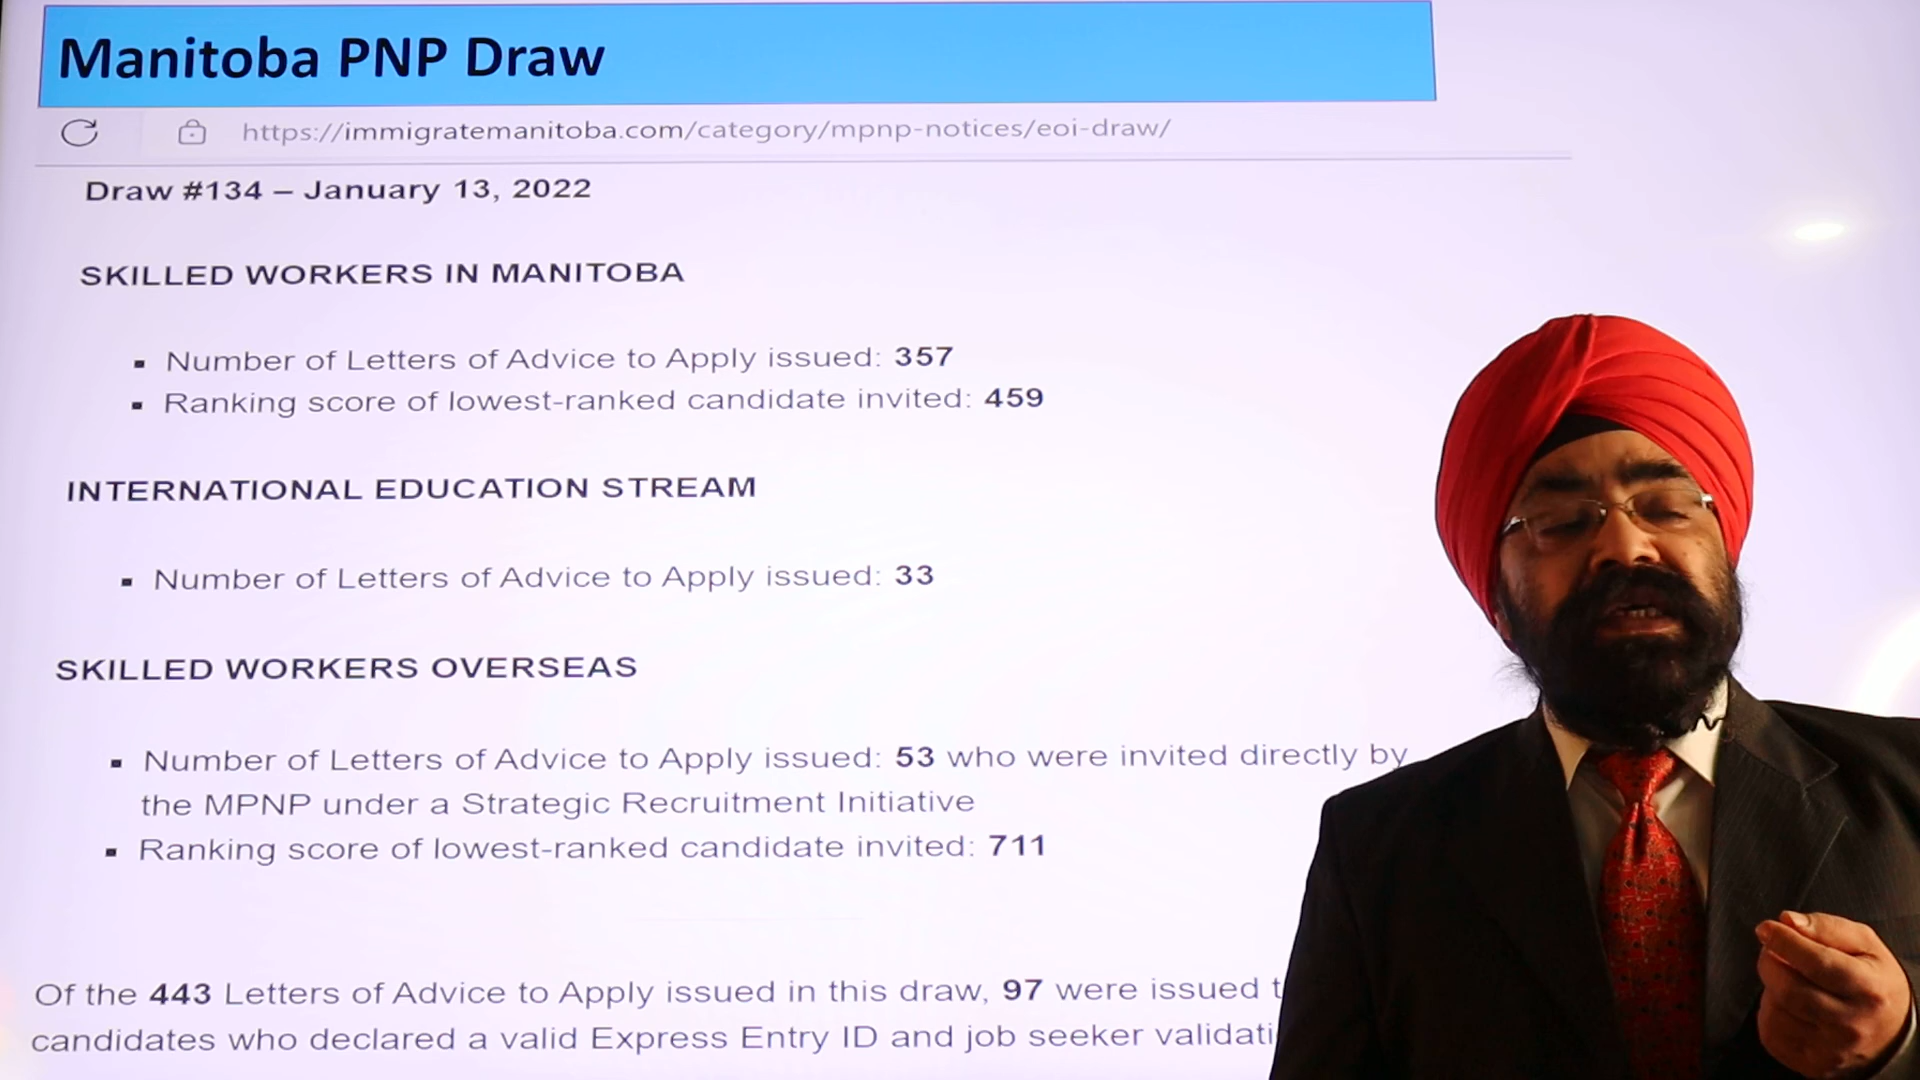 Manitoba PNP Draw
https://immigratemanitoba.com/category/mpnp-notices/eoi-draw/
Draw #134 – January 13, 2022
SKILLED WORKERS IN MANITOBA
▪ Number of Letters of Advice to Apply issued: 357
▪ Ranking score of lowest-ranked candidate invited: 459
INTERNATIONAL EDUCATION STREAM
▪ Number of Letters of Advice to Apply issued: 33
SKILLED WORKERS OVERSEAS
▪ Number of Letters of Advice to Apply issued: 53 who were invited directly by
the MPNP under a Strategic Recruitment Initiative
▪ Ranking score of lowest-ranked candidate invited: 711
Of the 443 Letters of Advice to Apply issued in this draw, 97 were issued
candidates who declared a valid Express Entry ID and job seeker